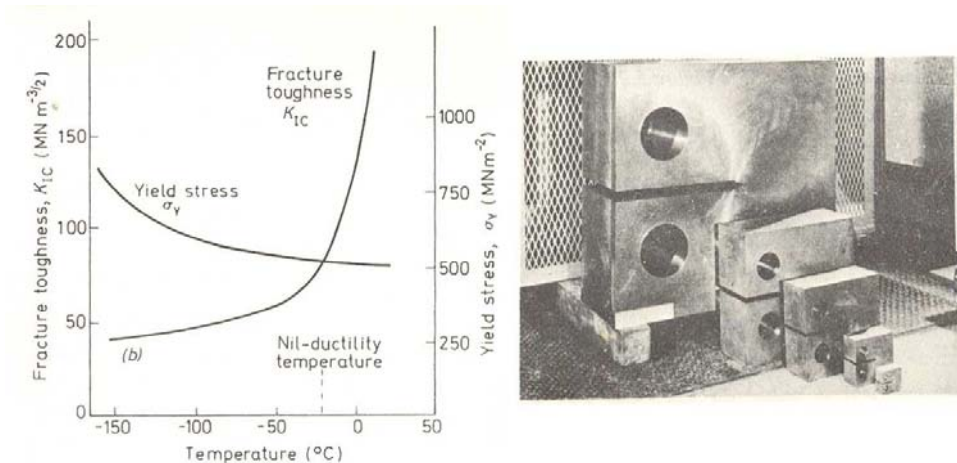 Fracture toughness, K_IC (MN m^-3/2)
200
150
100
50
0
Fracture
toughness
K_IC
Yield stress
σ_Y
(b)
Nil-ductility
temperature
1000
750
500
250
Yield stress, σ_Y (MNm^-2)
-150
-100
-50
0
50
Temperature (°C)